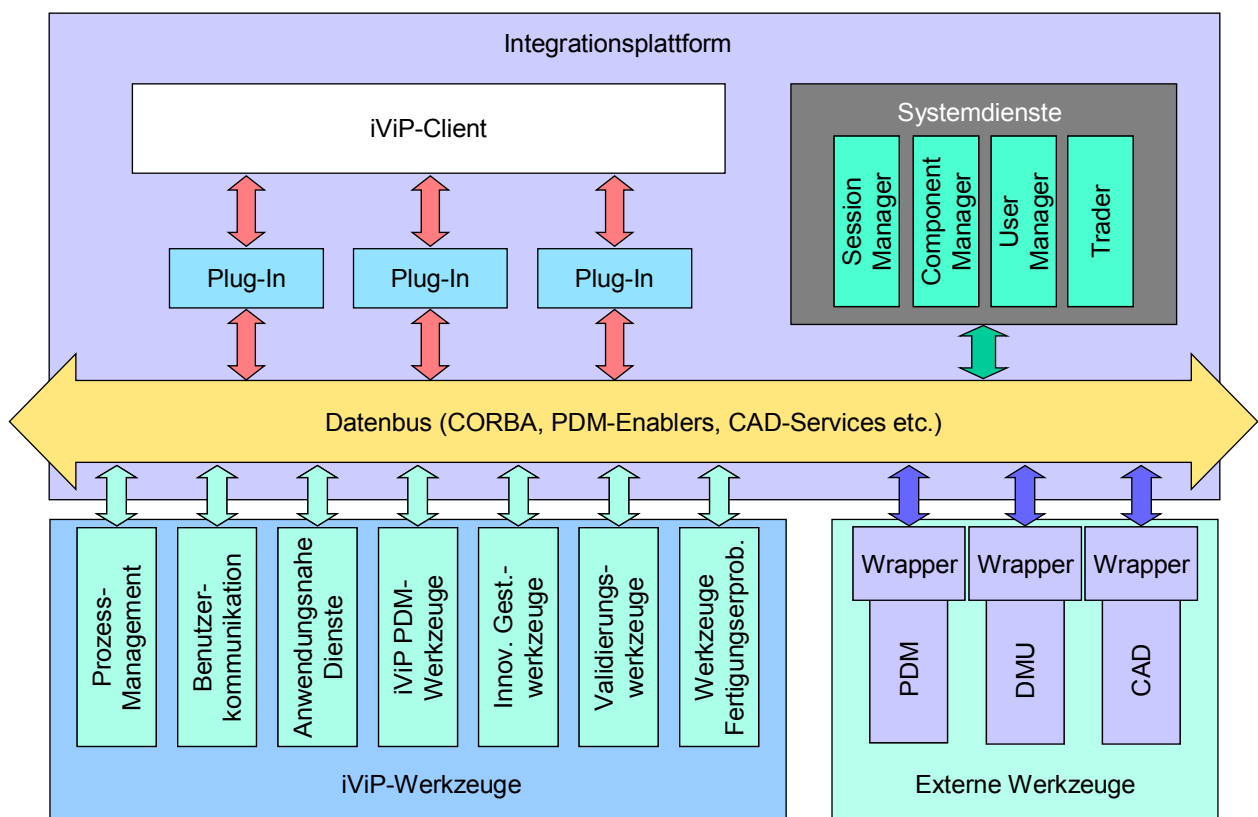 Integrationsplattform
iViP-Client
Systemdienste
Session
Manager
Component
Manager
User
Manager
Trader
Plug-In
Plug-In
Plug-In
Datenbus (CORBA, PDM-Enablers, CAD-Services etc.)
Prozess-
Management
Benutzer-
kommunikation
Anwendungsnahe
Dienste
iViP PDM-
Werkzeuge
Innov. Gest.-
werkzeuge
Validierungs-
werkzeuge
Werkzeuge
Fertigungserprob.
iViP-Werkzeuge
Wrapper
Wrapper
Wrapper
PDM
DMU
CAD
Externe Werkzeuge